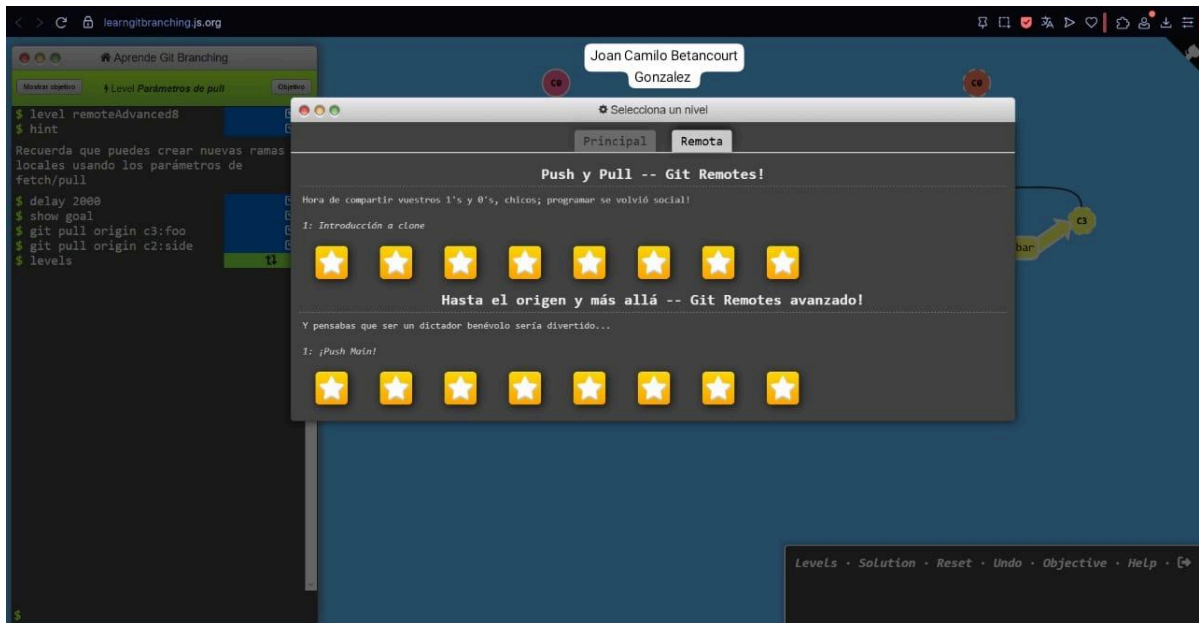 learngitbranching.js.org
Aprende Git Branching
Joan Camilo Betancourt
Gonzalez
Mostrar objetivo
Level Parámetros de pull
Objetivo
C0
C0
$ level remoteAdvanced8
$ hint
Recuerda que puedes crear nuevas ramas
locales usando los parámetros de
fetch/pull
$ delay 2000
$ show goal
$ git pull origin c3:foo
$ git pull origin c2:side
$ levels
$
Selecciona un nivel
Principal
Remota
Push y Pull -- Git Remotes!
Hora de compartir vuestros 1's y 0's, chicos; programar se volvió social!
1: Introducción a clone
Hasta el origen y más allá -- Git Remotes avanzado!
Y pensabas que ser un dictador benévolo sería divertido...
1: ¡Push Main!
C3
bar
Levels · Solution · Reset · Undo · Objective · Help ·